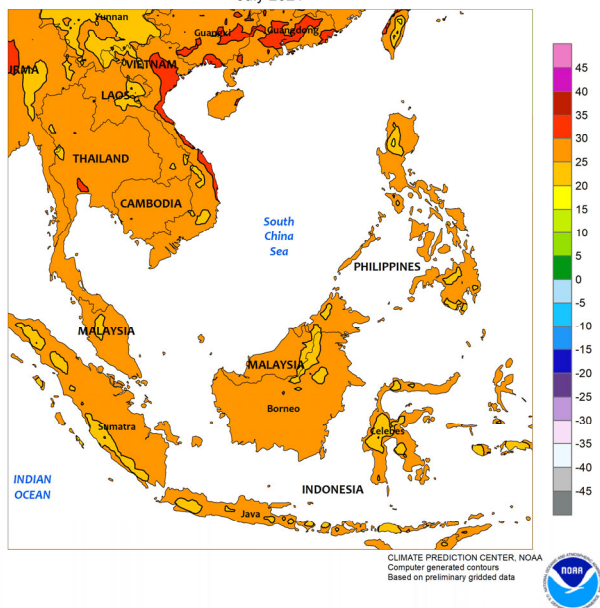 Yunnan
Guangxi
Guangdong
URMA
VIETNAM
LAOS
THAILAND
CAMBODIA
South
China
Sea
PHILIPPINES
MALAYSIA
MALAYSIA
Borneo
Sumatra
Celebes
INDIAN
OCEAN
INDONESIA
Java
45
40
35
30
25
20
15
10
5
0
-5
-10
-15
-20
-25
-30
-35
-40
-45
CLIMATE PREDICTION CENTER, NOAA
Computer generated contours
Based on preliminary gridded data
NOAA